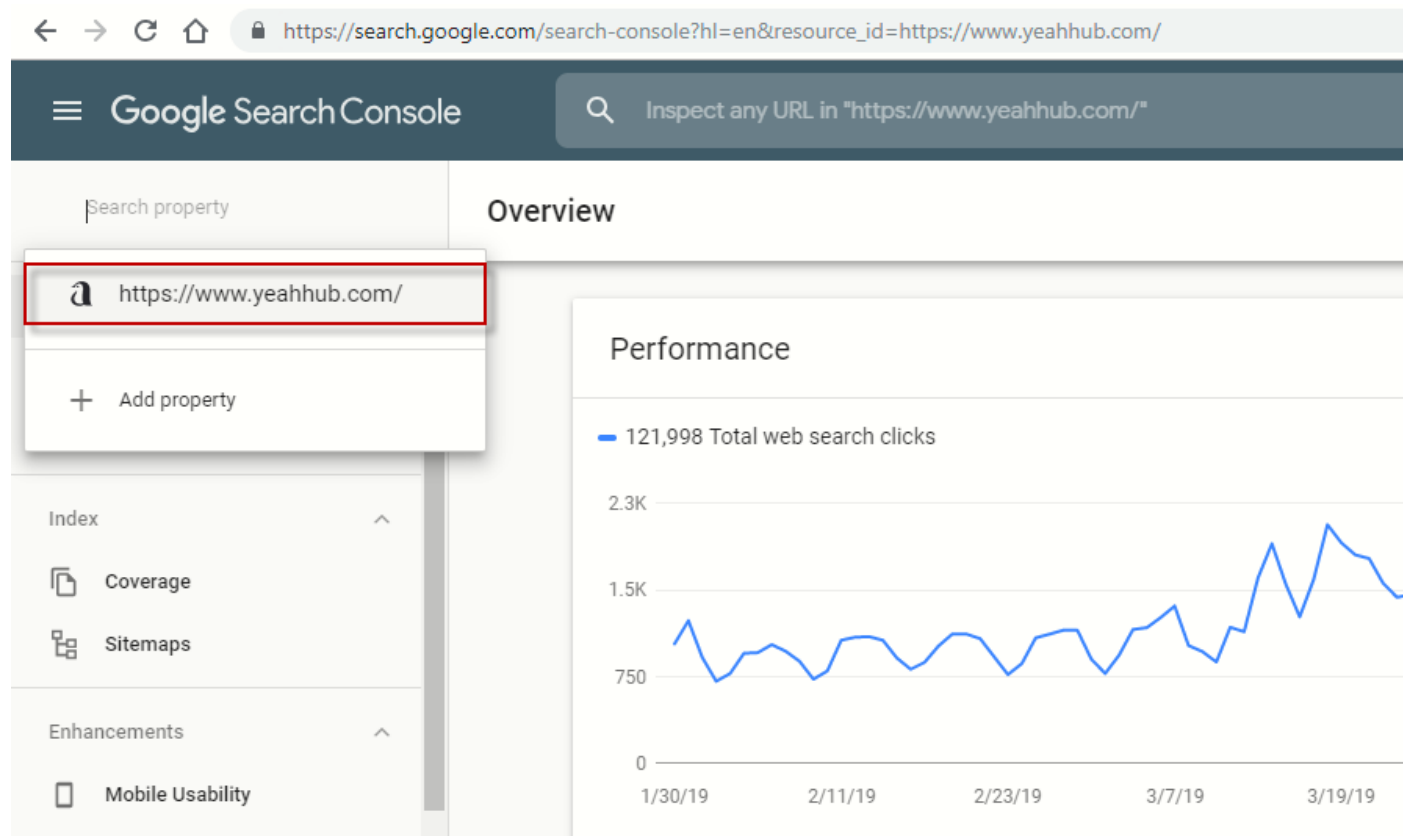 https://search.google.com/search-console?hl=en&resource_id=https://www.yeahhub.com/
Google Search Console
Inspect any URL in "https://www.yeahhub.com/"
Search property
Overview
https://www.yeahhub.com/
Add property
Performance
121,998 Total web search clicks
2.3K
1.5K
750
0
1/30/19
2/11/19
2/23/19
3/7/19
3/19/19
Index
Coverage
Sitemaps
Enhancements
Mobile Usability